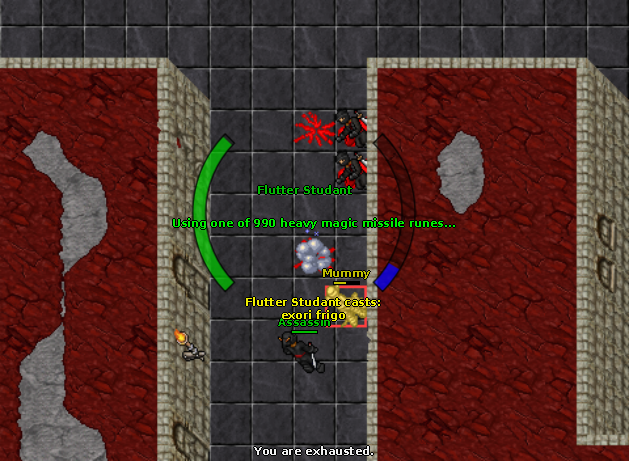 Flutter Studant
Using one of 990 heavy magic missile runes...
Mummy
Flutter Studant casts:
exori frigo
Assassin
You are exhausted.